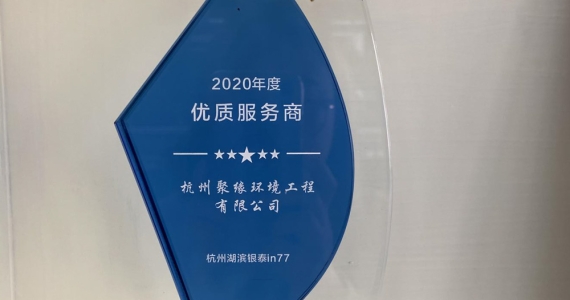 2020年度
优质服务商
杭州聚缘环境工程
有限公司
杭州湖滨银泰in77